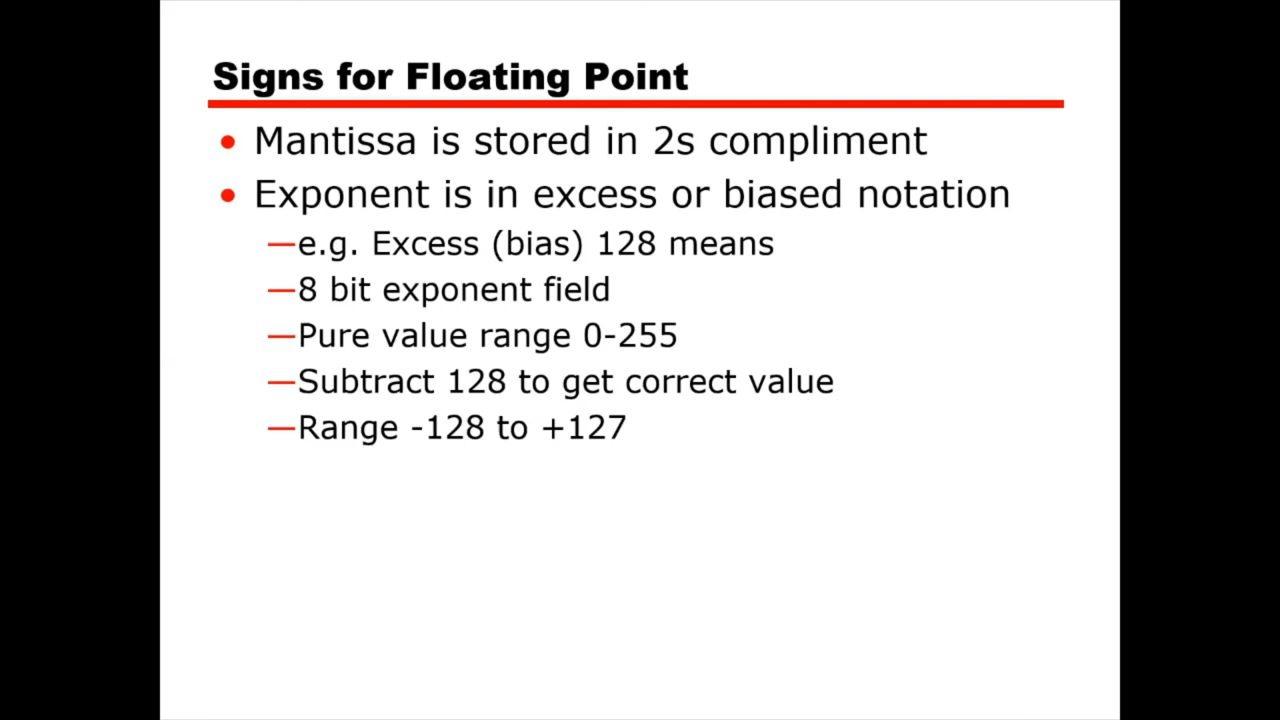 Signs for Floating Point
• Mantissa is stored in 2s compliment
• Exponent is in excess or biased notation
—e.g. Excess (bias) 128 means
—8 bit exponent field
—Pure value range 0-255
—Subtract 128 to get correct value
—Range -128 to +127